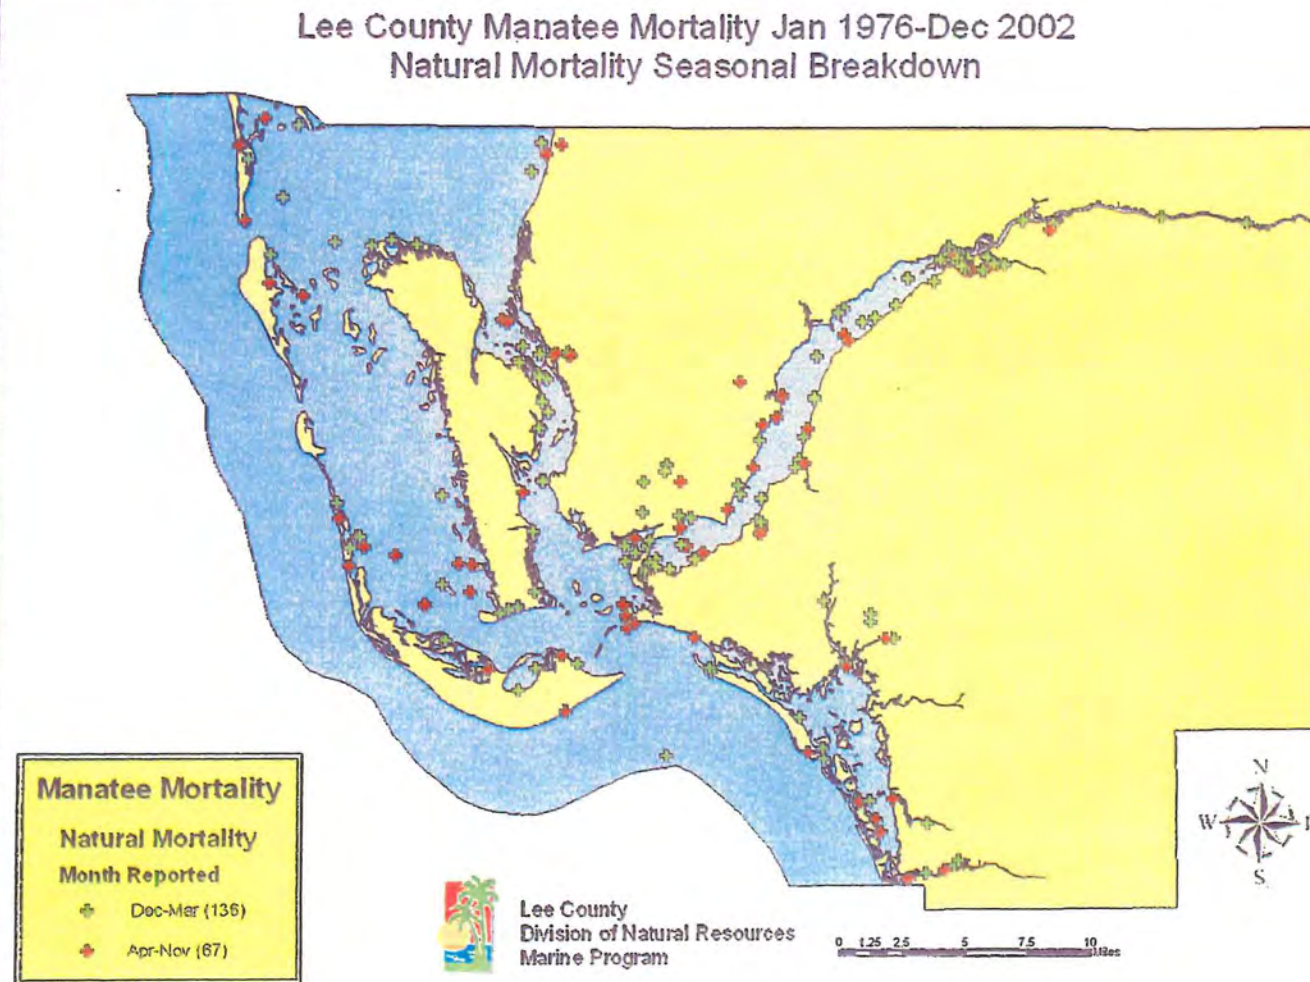 Lee County Manatee Mortality Jan 1976-Dec 2002
Natural Mortality Seasonal Breakdown
Manatee Mortality
Natural Mortality
Month Reported
Dec-Mar (136)
Apr-Nov (67)
Lee County
Division of Natural Resources
Marine Program
0 1.25 2.5 5 7.5 10
Miles
N
W
S